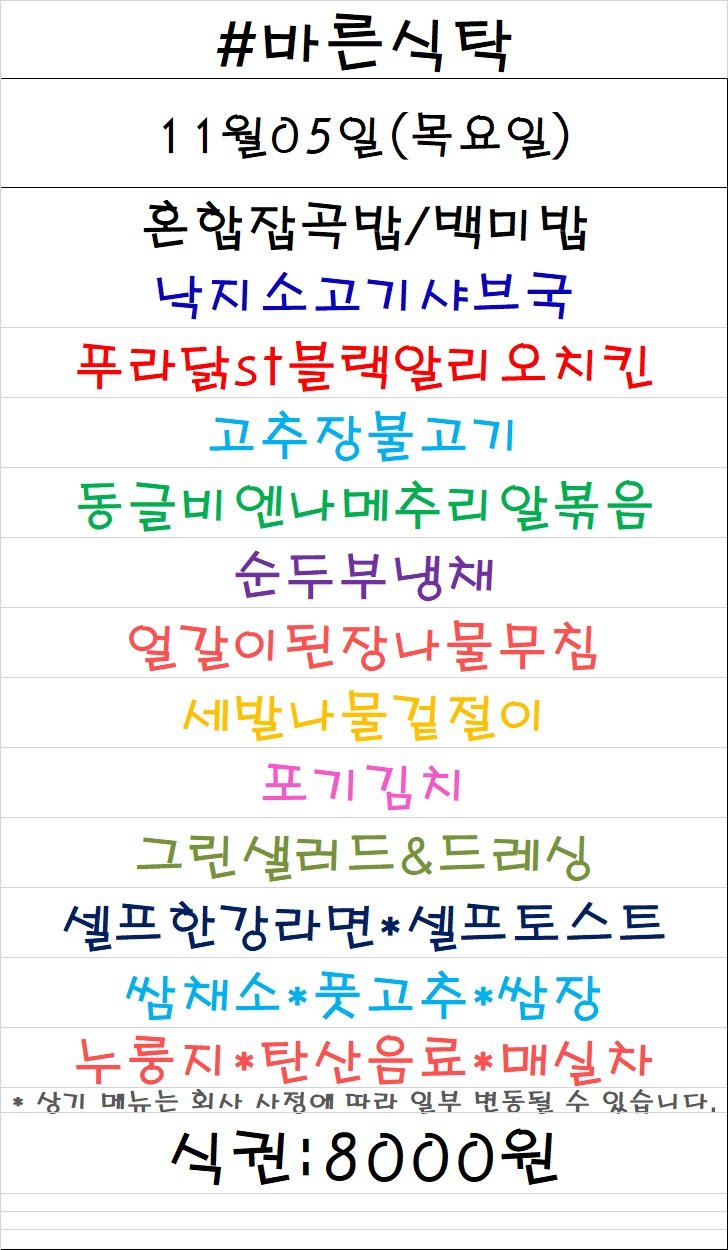 #바른식탁
11월05일(목요일)
혼합잡곡밥/백미밥
낙지소고기샤브국
푸라닭st블랙알리오치킨
고추장불고기
동글비엔나메추리알볶음
순두부냉채
얼갈이된장나물무침
세발나물겉절이
포기김치
그린샐러드&드레싱
셀프한강라면*셀프토스트
쌈채소*풋고추*쌈장
누룽지*탄산음료*매실차
* 상기 메뉴는 회사 사정에 따라 일부 변동될 수 있습니다.
식권:8000원